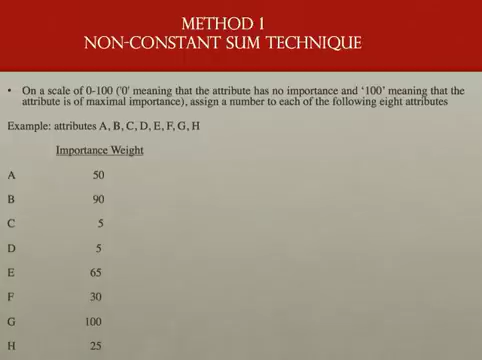 METHOD 1
NON-CONSTANT SUM TECHNIQUE
• On a scale of 0-100 ('0' meaning that the attribute has no importance and ‘100’ meaning that the
attribute is of maximal importance), assign a number to each of the following eight attributes
Example: attributes A, B, C, D, E, F, G, H
Importance Weight
A 50
B 90
C 5
D 5
E 65
F 30
G 100
H 25